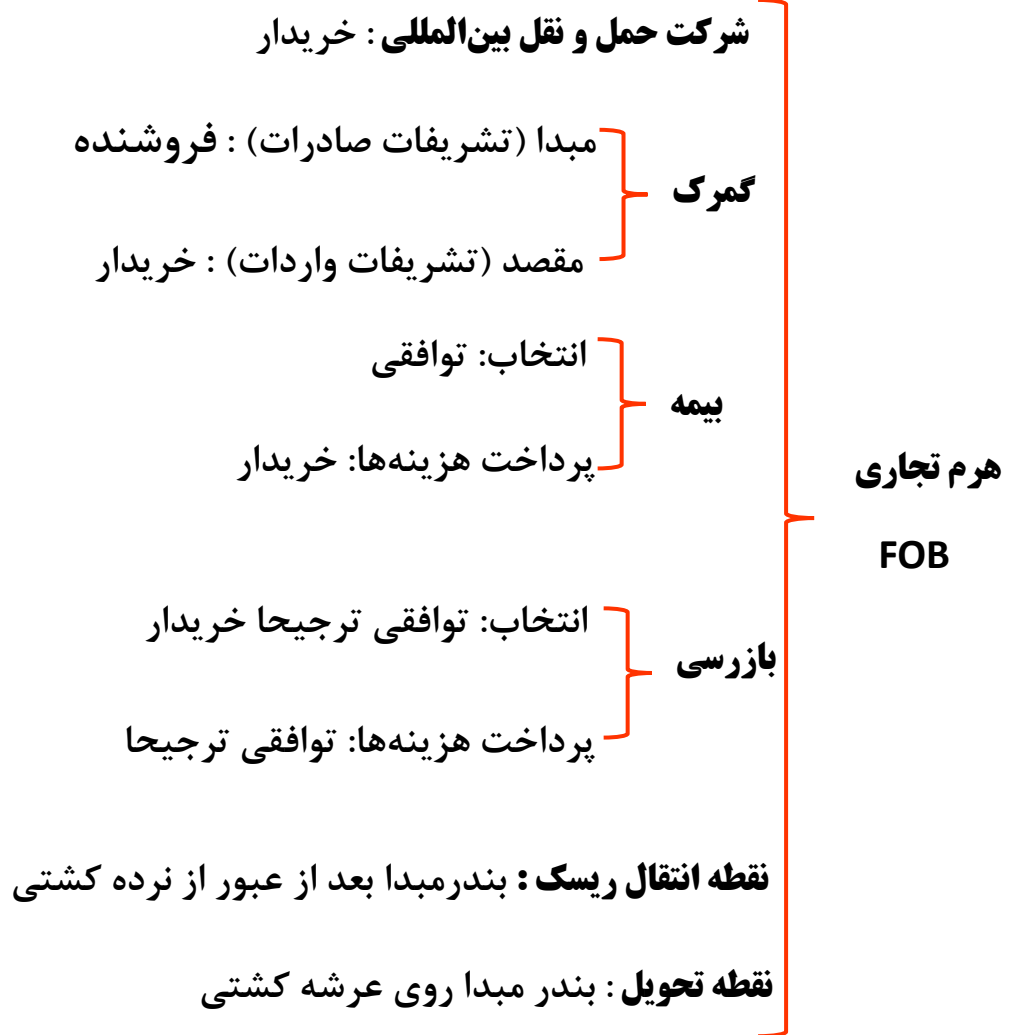 شرکت حمل و نقل بین‌المللی : خریدار
مبدا (تشریفات صادرات) : فروشنده
گمرک
مقصد (تشریفات واردات) : خریدار
انتخاب: توافقی
بیمه
پرداخت هزینه‌ها: خریدار
هرم تجاری
FOB
انتخاب: توافقی ترجیحا خریدار
بازرسی
پرداخت هزینه‌ها: توافقی ترجیحا
نقطه انتقال ریسک : بندرمبدا بعد از عبور از نرده کشتی
نقطه تحویل : بندر مبدا روی عرشه کشتی